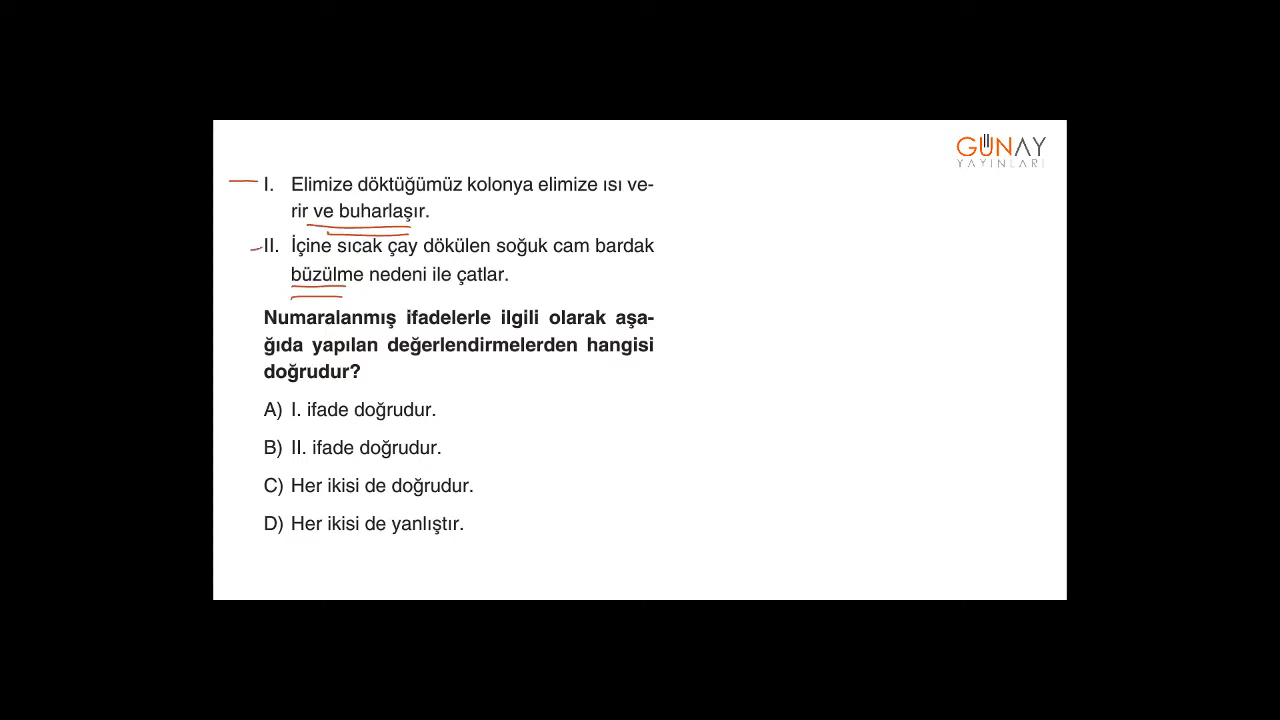 GÜNAY
YAYINLARI
I. Elimize döktüğümüz kolonya elimize ısı ve-
rir ve buharlaşır.
II. İçine sıcak çay dökülen soğuk cam bardak
büzülme nedeni ile çatlar.
Numaralanmış ifadelerle ilgili olarak aşa-
ğıda yapılan değerlendirmelerden hangisi
doğrudur?
A) I. ifade doğrudur.
B) II. ifade doğrudur.
C) Her ikisi de doğrudur.
D) Her ikisi de yanlıştır.